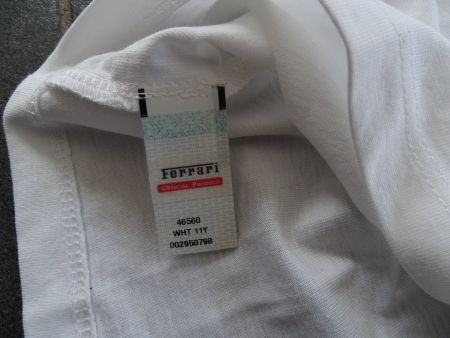 Ferrari
OFFICIAL PRODUCT
46560
WHT 11Y
002950798